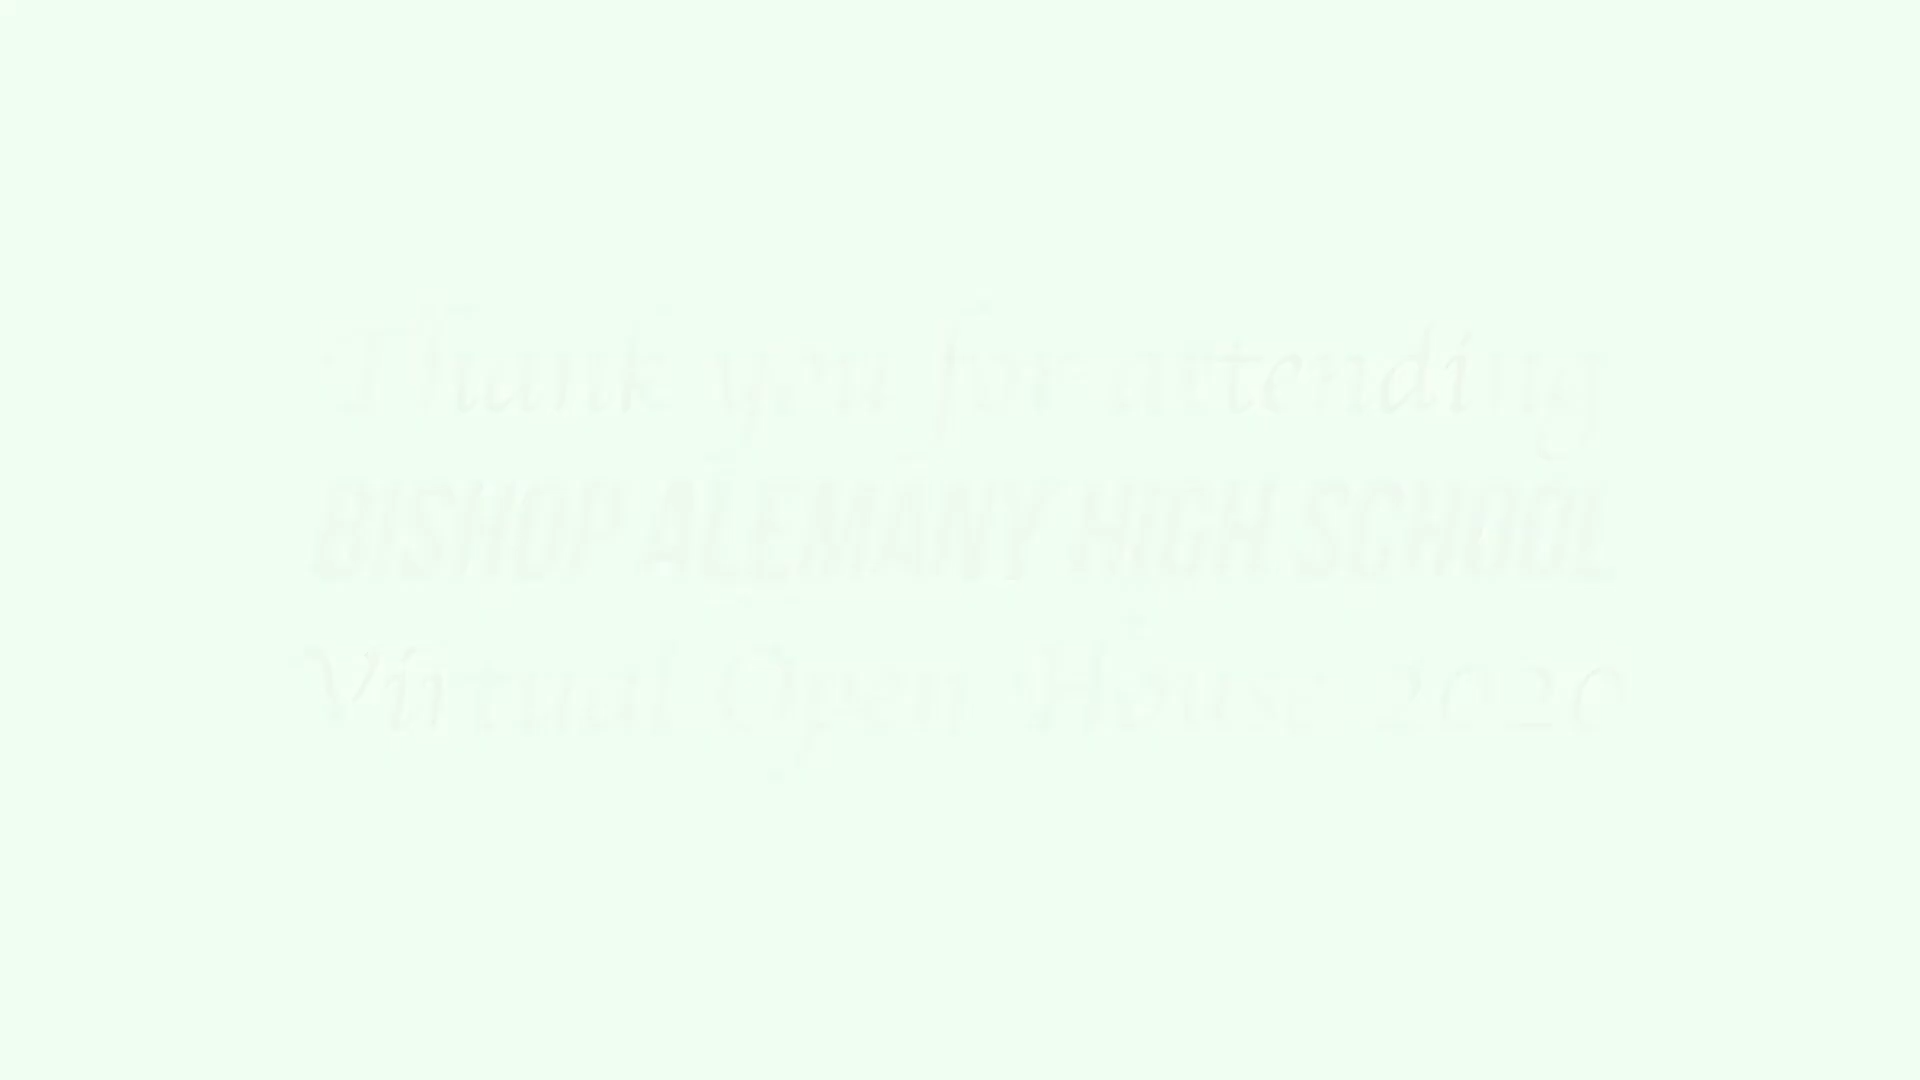 Thank you for attending
BISHOP ALEMANY HIGH SCHOOL
Virtual Open House 2020